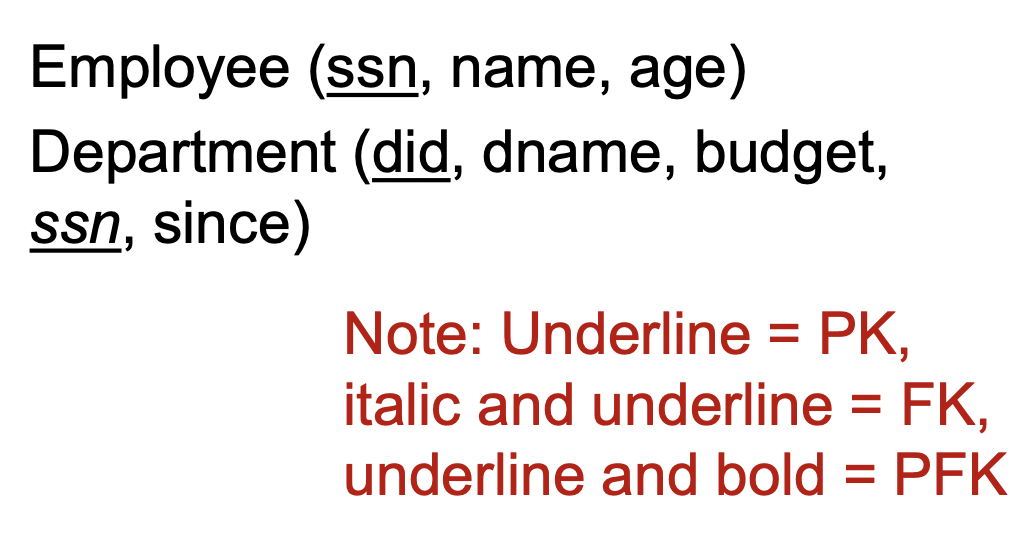 Employee (ssn, name, age)
Department (did, dname, budget,
ssn, since)
Note: Underline = PK,
italic and underline = FK,
underline and bold = PFK